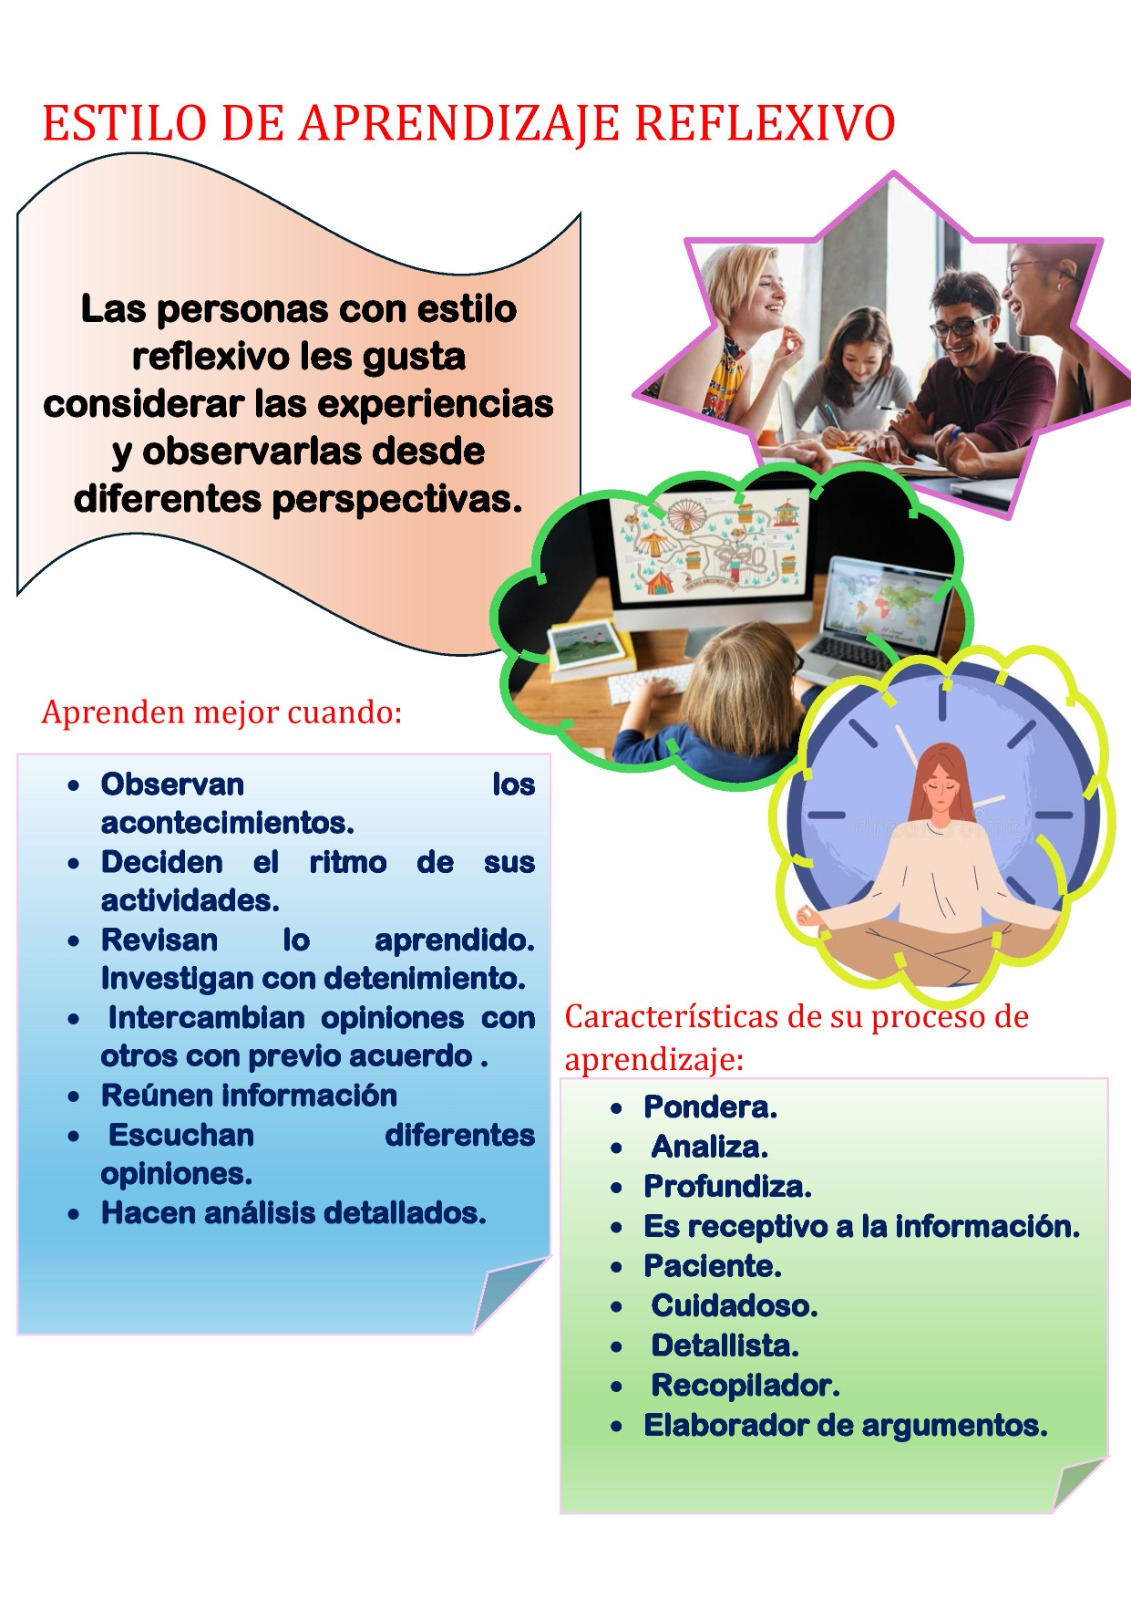 ESTILO DE APRENDIZAJE REFLEXIVO
Las personas con estilo
reflexivo les gusta
considerar las experiencias
y observarlas desde
diferentes perspectivas.
Aprenden mejor cuando:
• Observan los
acontecimientos.
• Deciden el ritmo de sus
actividades.
• Revisan lo aprendido.
Investigan con detenimiento.
• Intercambian opiniones con
otros con previo acuerdo .
• Reúnen información
• Escuchan diferentes
opiniones.
• Hacen análisis detallados.
Características de su proceso de
aprendizaje:
• Pondera.
• Analiza.
• Profundiza.
• Es receptivo a la información.
• Paciente.
• Cuidadoso.
• Detallista.
• Recopilador.
• Elaborador de argumentos.